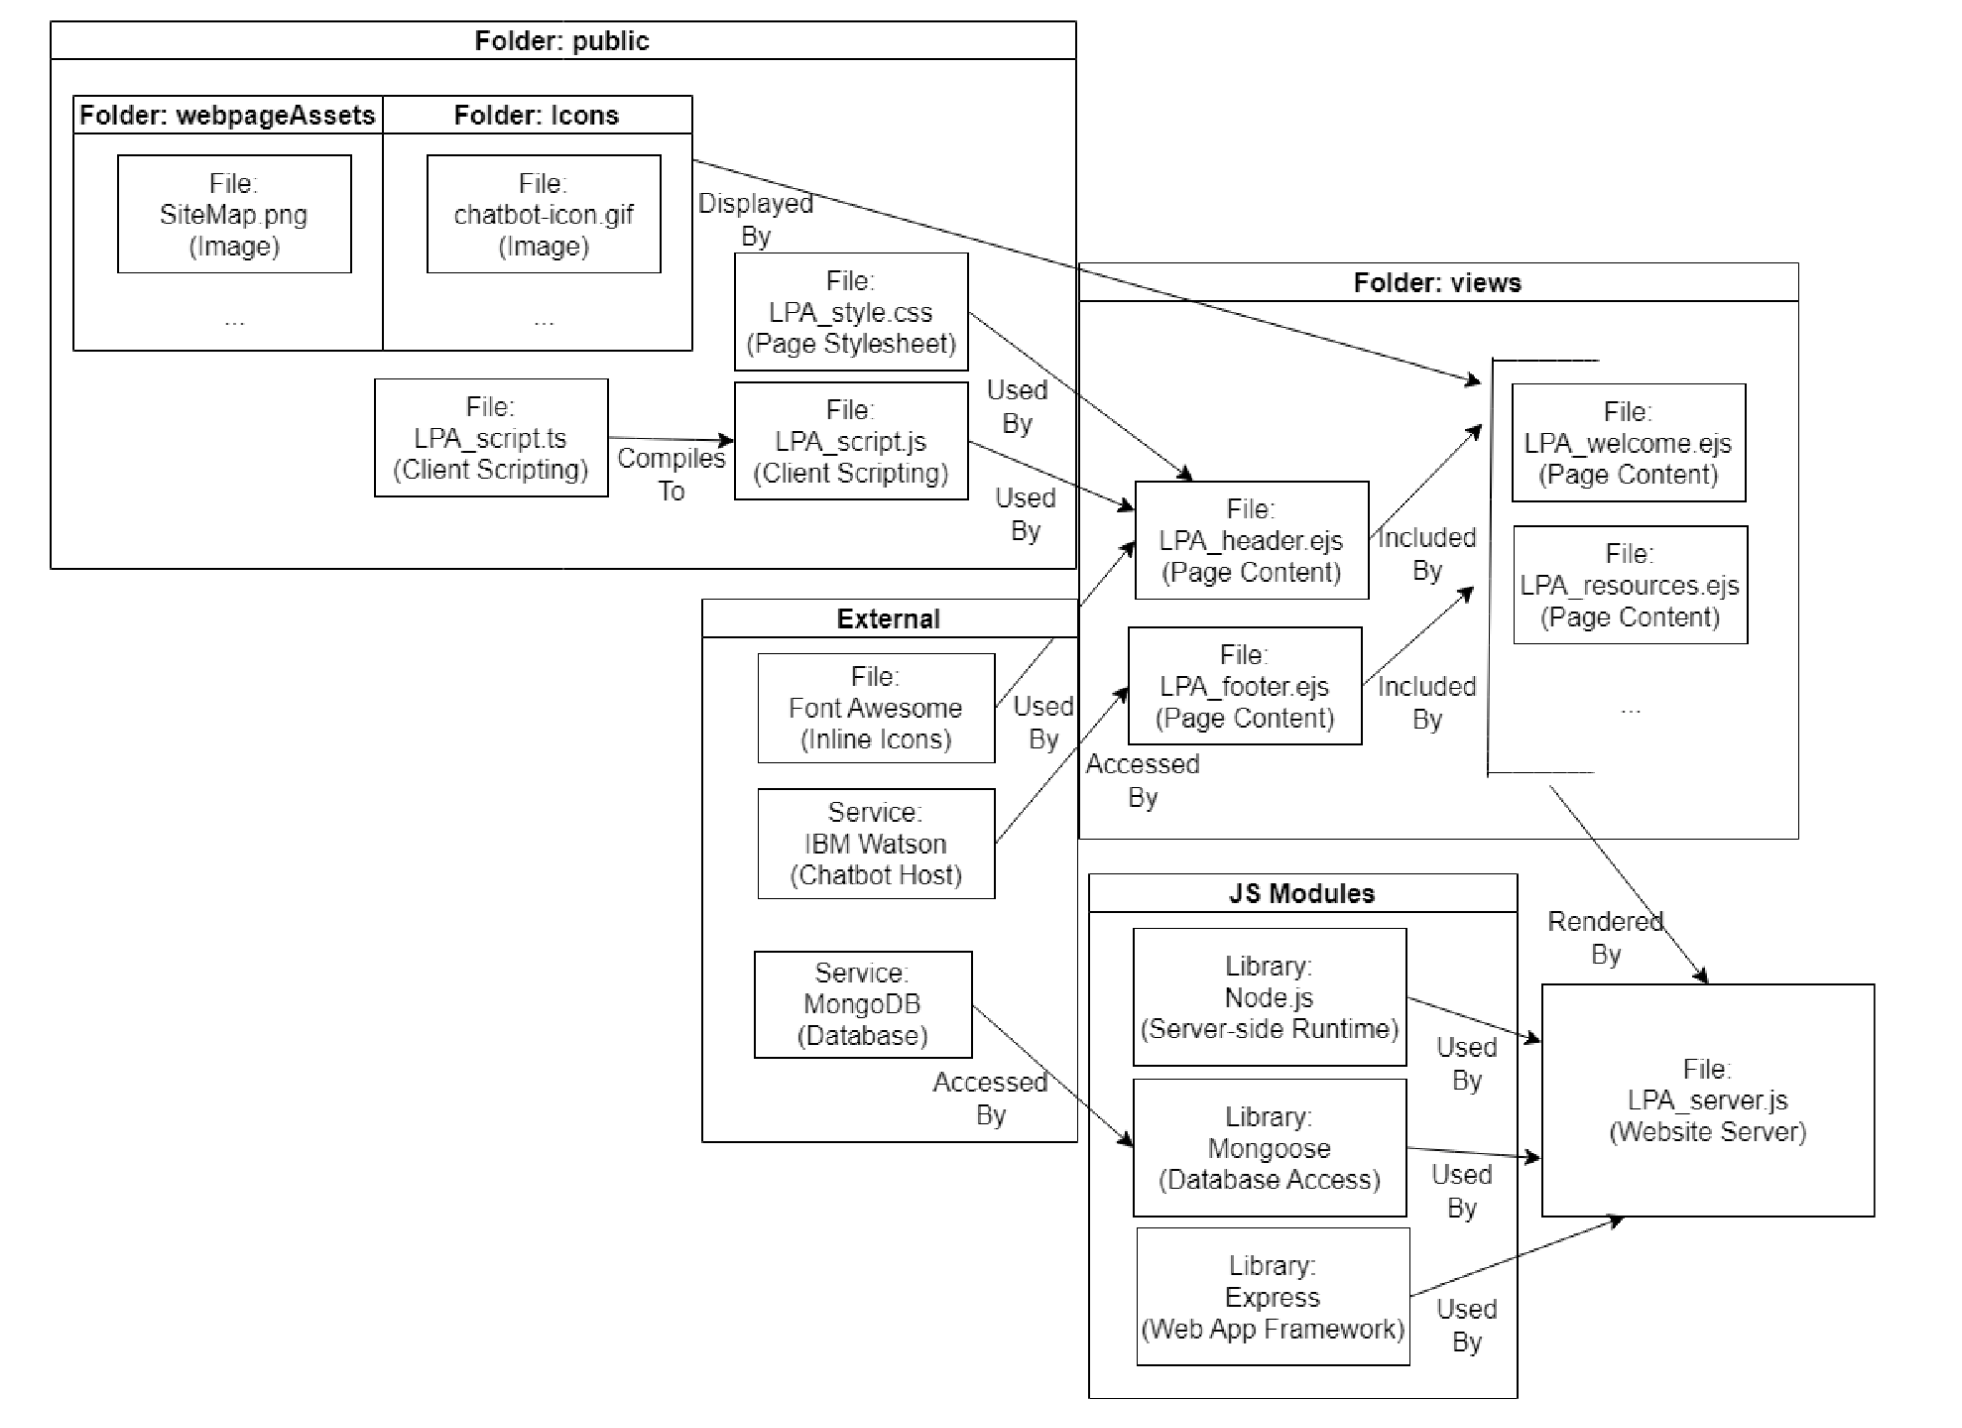 Folder: public
Folder: webpageAssets
Folder: Icons
File:
SiteMap.png
(Image)
...
File:
chatbot-icon.gif
(Image)
...
Displayed
By
File:
LPA_style.css
(Page Stylesheet)
Used
By
File:
LPA_script.ts
(Client Scripting)
Compiles
To
File:
LPA_script.js
(Client Scripting)
Used
By
Folder: views
File:
LPA_header.ejs
(Page Content)
Included
By
File:
LPA_footer.ejs
(Page Content)
Included
By
File:
LPA_welcome.ejs
(Page Content)
File:
LPA_resources.ejs
(Page Content)
...
External
File:
Font Awesome
(Inline Icons)
Used
By
Service:
IBM Watson
(Chatbot Host)
Accessed
By
Service:
MongoDB
(Database)
Accessed
By
JS Modules
Library:
Node.js
(Server-side Runtime)
Used
By
Library:
Mongoose
(Database Access)
Used
By
Library:
Express
(Web App Framework)
Used
By
Rendered
By
File:
LPA_server.js
(Website Server)